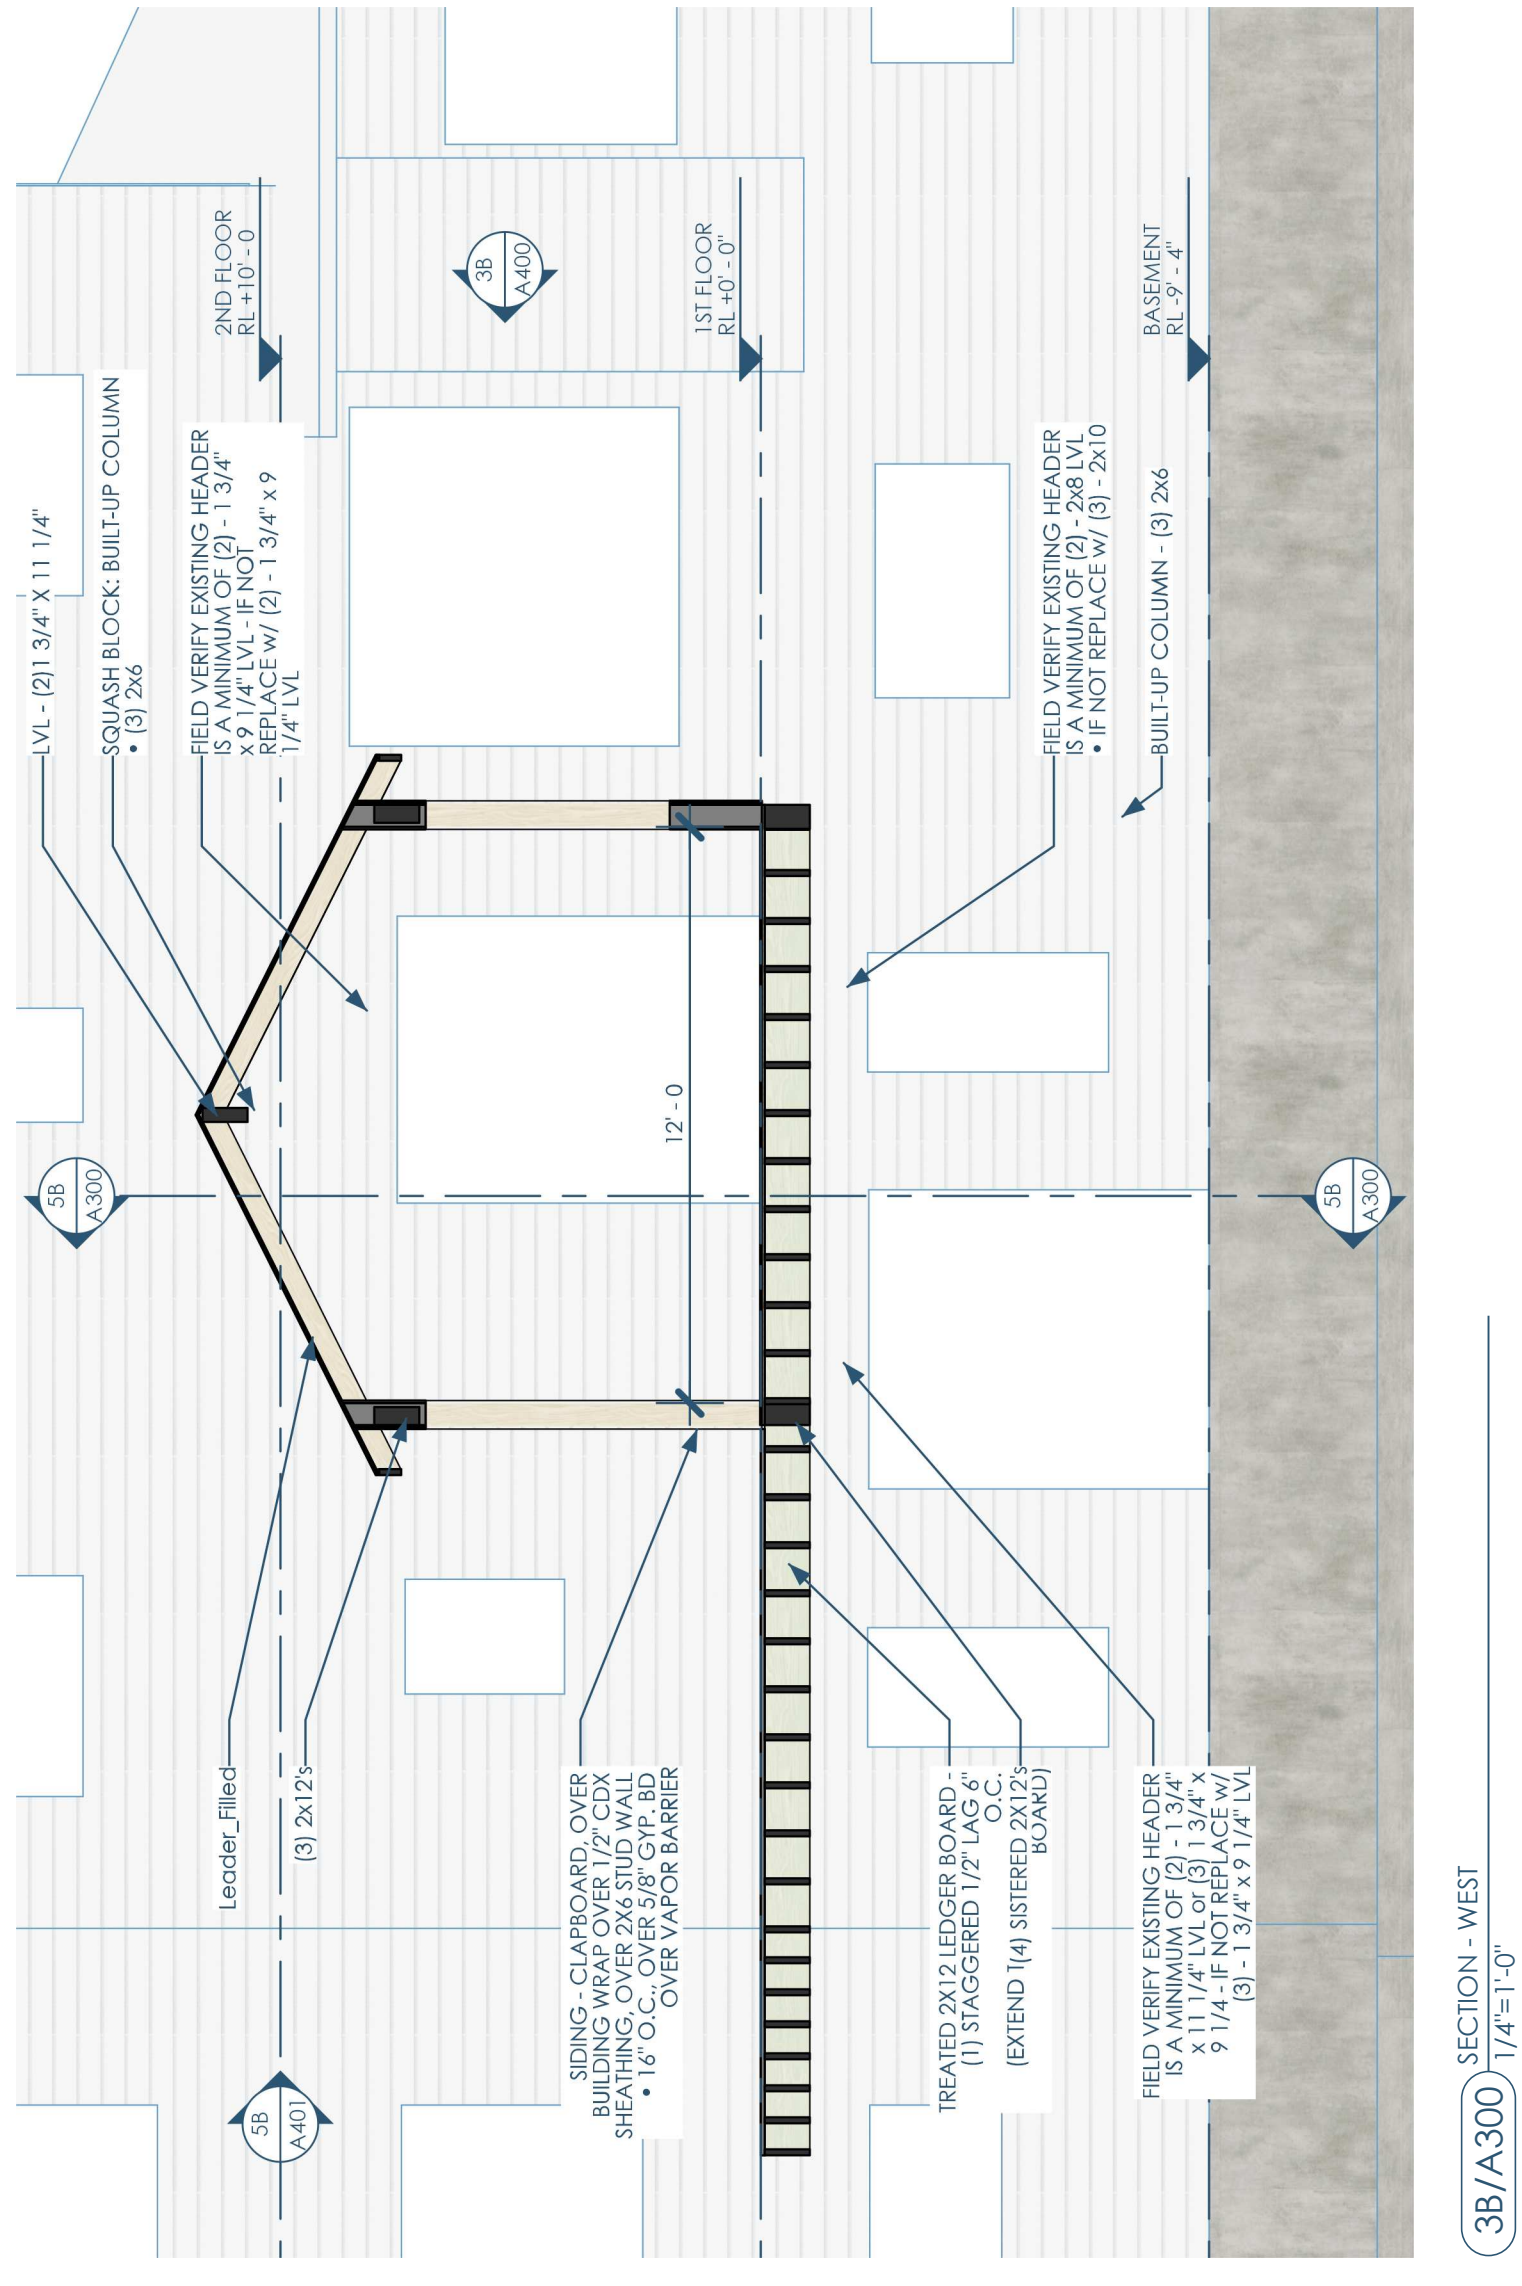 LVL - (2)1 3/4" X 11 1/4"
SQUASH BLOCK: BUILT-UP COLUMN
• (3) 2x6
FIELD VERIFY EXISTING HEADER
IS A MINIMUM OF (2) - 1 3/4"
x 9 1/4" LVL - IF NOT
REPLACE w/ (2) - 1 3/4" x 9
1/4" LVL
2ND FLOOR
RL +10' - 0
3B
A400
1ST FLOOR
RL +0' - 0"
BASEMENT
RL -9' - 4"
FIELD VERIFY EXISTING HEADER
IS A MINIMUM OF (2) - 2x8 LVL
• IF NOT REPLACE w/ (3) - 2x10
BUILT-UP COLUMN - (3) 2x6
5B
A300
12' - 0
5B
A300
Leader_Filled
(3) 2x12's
5B
A401
SIDING - CLAPBOARD, OVER
BUILDING WRAP OVER 1/2" CDX
SHEATHING, OVER 2X6 STUD WALL
• 16" O.C., OVER 5/8" GYP. BD
OVER VAPOR BARRIER
TREATED 2X12 LEDGER BOARD -
(1) STAGGERED 1/2" LAG 6"
O.C.
(EXTEND T(4) SISTERED 2X12's
BOARD)
FIELD VERIFY EXISTING HEADER
IS A MINIMUM OF (2) - 1 3/4"
x 11 1/4" LVL or (3) 1 3/4" x
9 1/4 - IF NOT REPLACE w/
(3) - 1 3/4" x 9 1/4" LVL
3B/A300
SECTION - WEST
1/4"=1'-0"